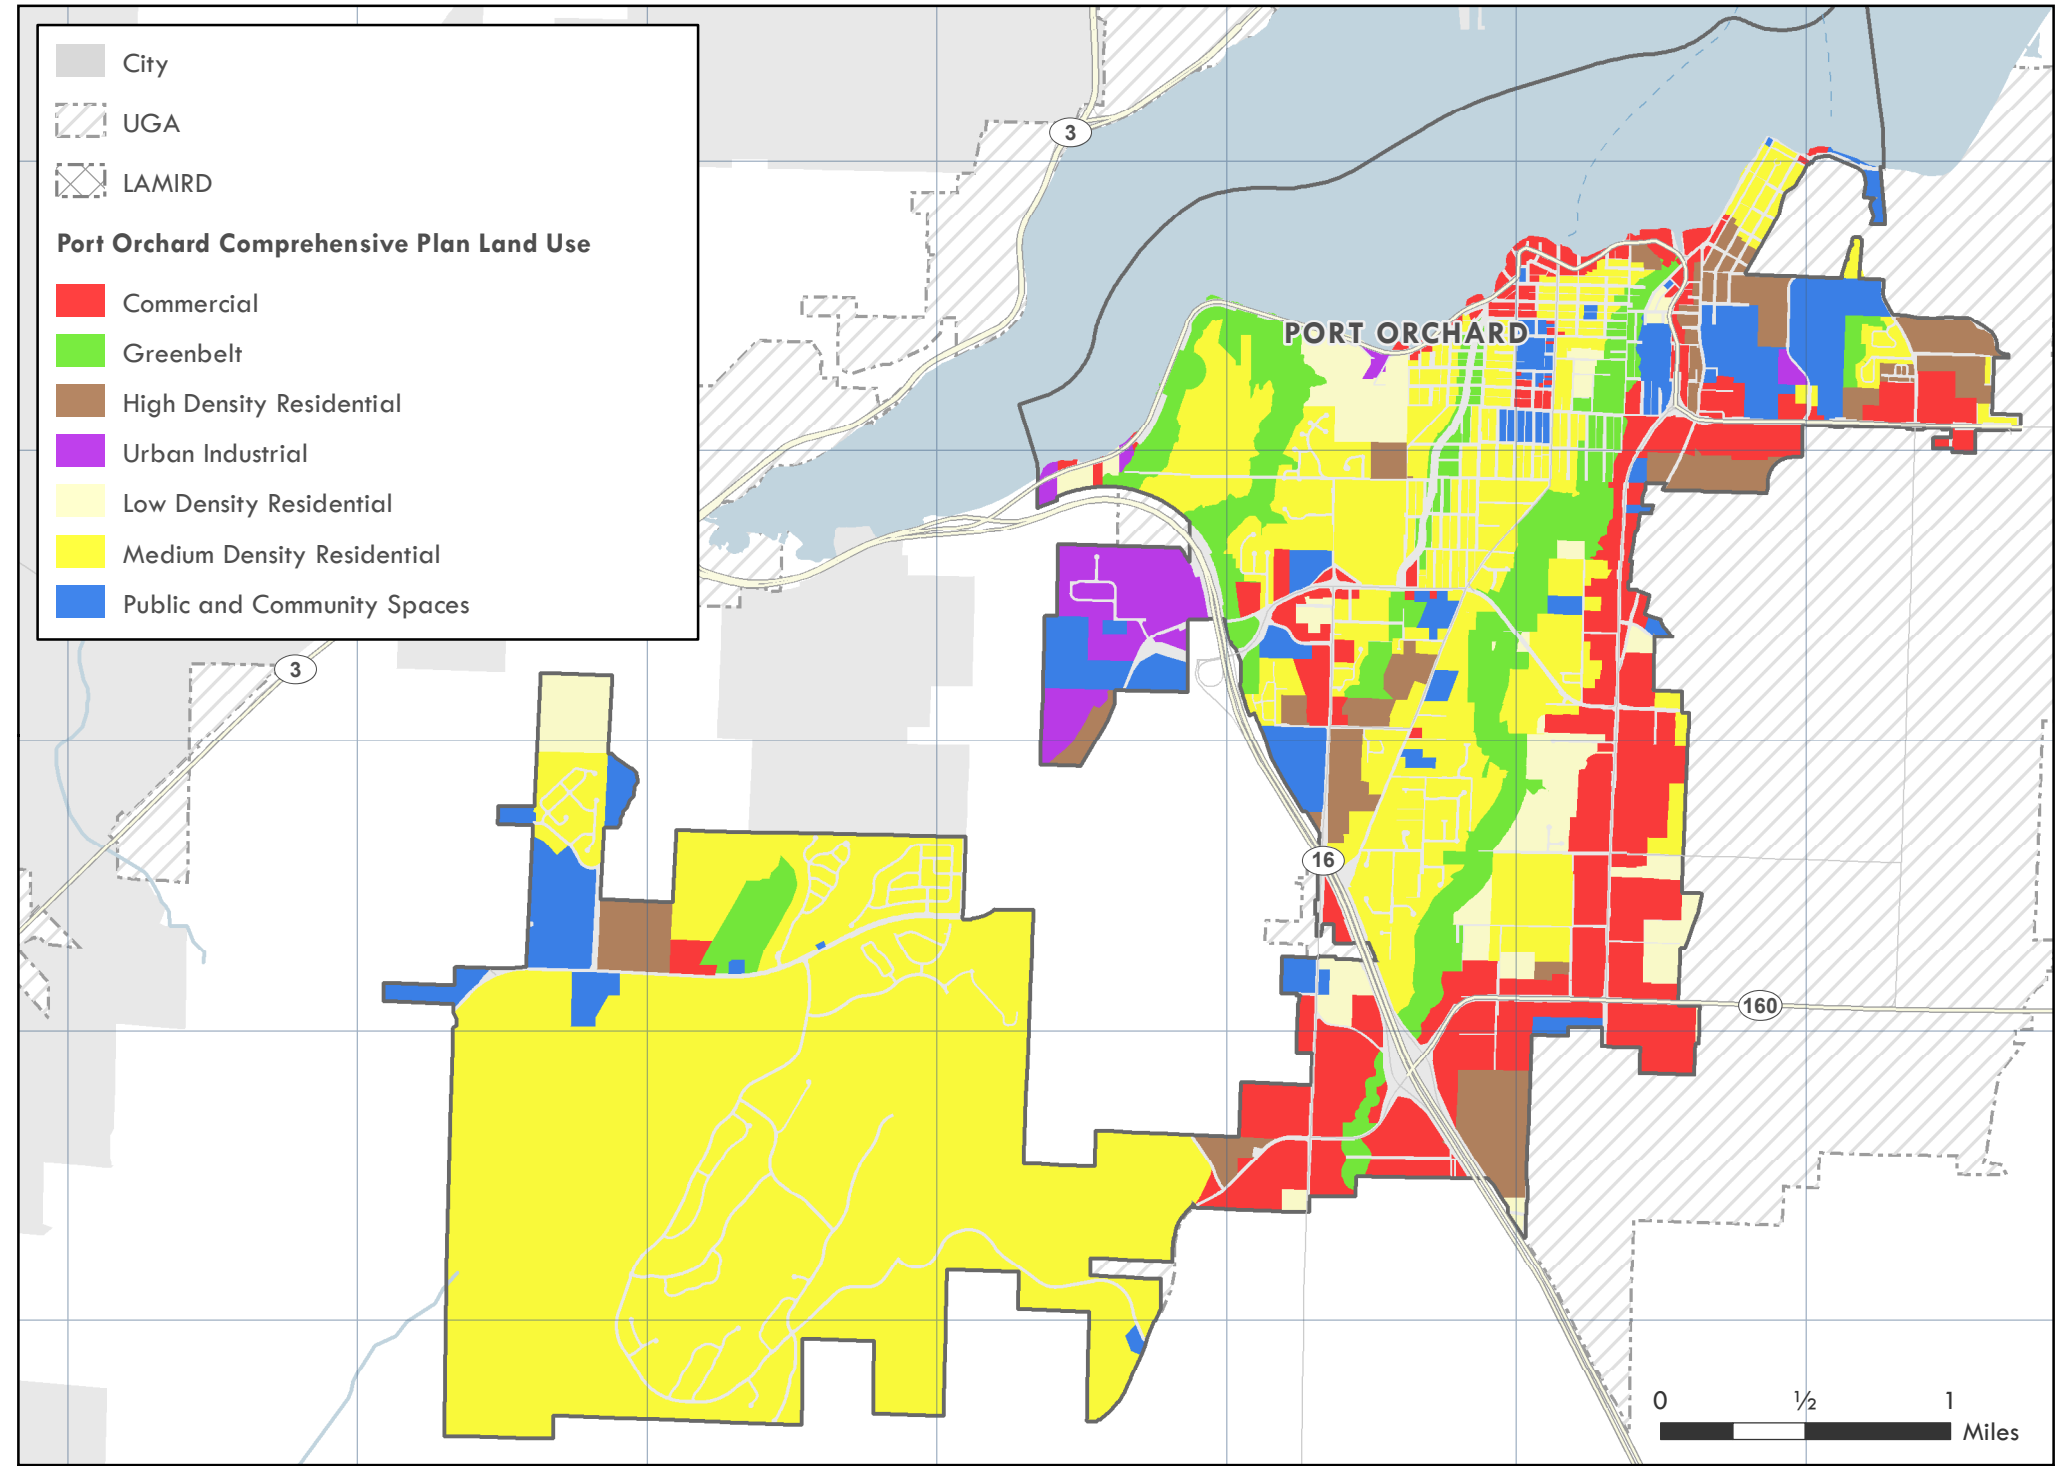 City
UGA
LAMIRD
Port Orchard Comprehensive Plan Land Use
Commercial
Greenbelt
High Density Residential
Urban Industrial
Low Density Residential
Medium Density Residential
Public and Community Spaces
3
PORT ORCHARD
3
16
160
0 ½ 1
Miles